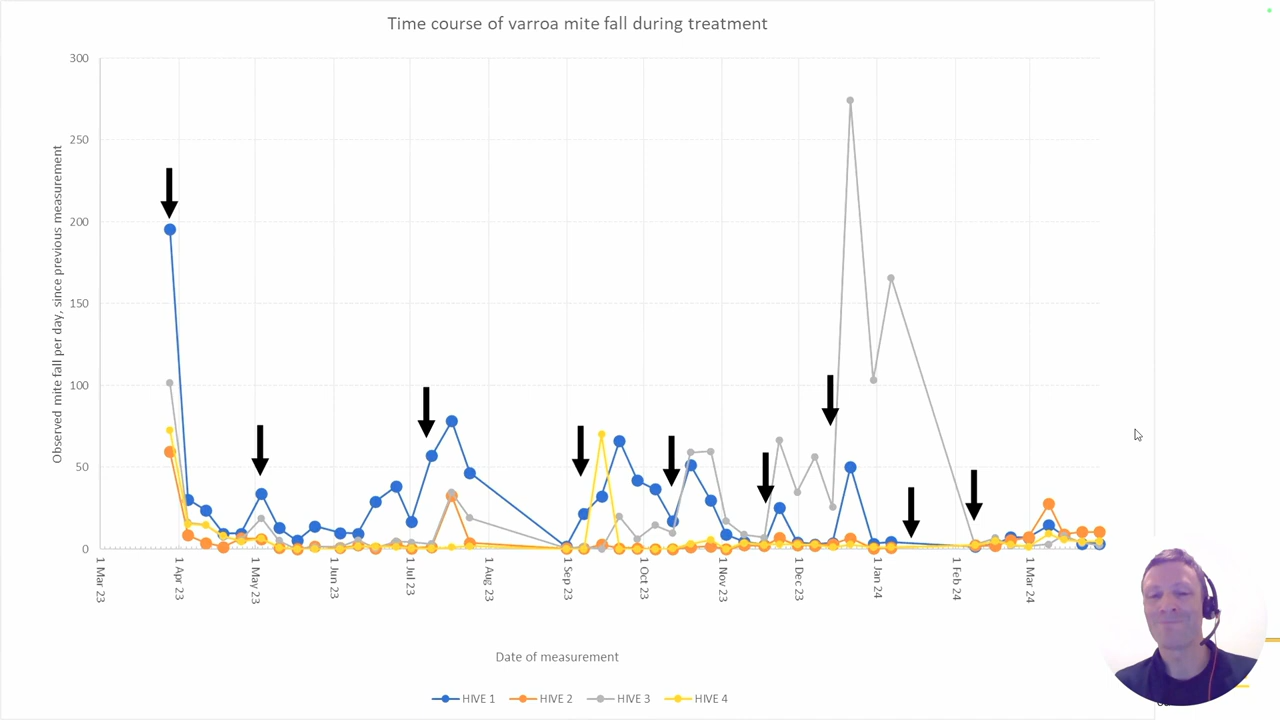 Time course of varroa mite fall during treatment
Observed mite fall per day, since previous measurement
300
250
200
150
100
50
0
1 Mar 23
1 Apr 23
1 May 23
1 Jun 23
1 Jul 23
1 Aug 23
1 Sep 23
1 Oct 23
1 Nov 23
1 Dec 23
1 Jan 24
1 Feb 24
1 Mar 24
Date of measurement
HIVE 1 HIVE 2 HIVE 3 HIVE 4